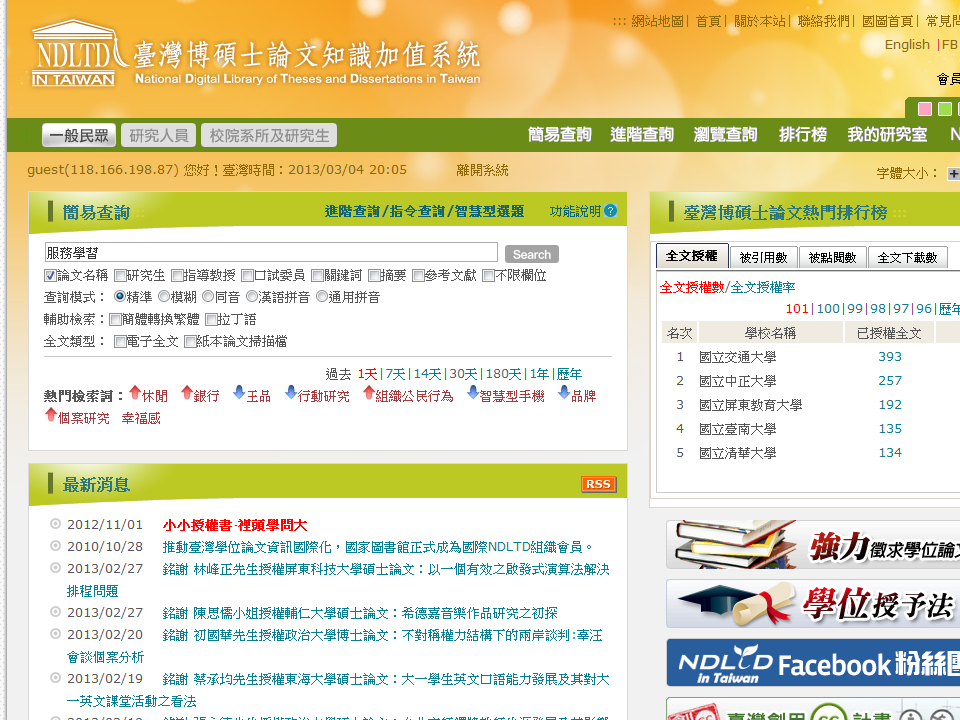 ::: 網站地圖| 首頁| 關於本站| 聯絡我們| 國圖首頁| 常見問
NDLTD
IN TAIWAN
臺灣博碩士論文知識加值系統
National Digital Library of Theses and Dissertations in Taiwan
English |FB
會員
一般民眾 研究人員 校院系所及研究生
簡易查詢 進階查詢 瀏覽查詢 排行榜 我的研究室 N
guest(118.166.198.87) 您好！臺灣時間：2013/03/04 20:05 離開系統
字體大小： +
簡易查詢 ::: 進階查詢/指令查詢/智慧型選題 功能說明 ?
服務學習 Search
論文名稱 研究生 指導教授 口試委員 關鍵詞 摘要 參考文獻 不限欄位
查詢模式： 精準 模糊 同音 漢語拼音 通用拼音
輔助檢索： 簡體轉換繁體 拉丁語
全文類型： 電子全文 紙本論文掃描檔
過去 1天|7天|14天|30天|180天|1年|歷年
熱門檢索詞： 休閒 銀行 王品 行動研究 組織公民行為 智慧型手機 品牌
個案研究 幸福感
最新消息 RSS
2012/11/01 小小授權書-裡頭學問大
2010/10/28 推動臺灣學位論文資訊國際化，國家圖書館正式成為國際NDLTD組織會員。
2013/02/27 銘謝 林峰正先生授權屏東科技大學碩士論文：以一個有效之啟發式演算法解決
排程問題
2013/02/27 銘謝 陳思儒小姐授權輔仁大學碩士論文：希德嘉音樂作品研究之初探
2013/02/20 銘謝 初國華先生授權政治大學博士論文：不對稱權力結構下的兩岸談判:辜汪
會談個案分析
2013/02/19 銘謝 蔡承均先生授權東海大學碩士論文：大一學生英文口語能力發展及其對大
一英文課堂活動之看法
臺灣博碩士論文熱門排行榜 :::
全文授權 被引用數 被點閱數 全文下載數
全文授權數/全文授權率
101|100|99|98|97|96|歷年
名次 學校名稱 已授權全文
1 國立交通大學 393
2 國立中正大學 257
3 國立屏東教育大學 192
4 國立臺南大學 135
5 國立清華大學 134
強力徵求學位論文
學位授予法
NDLTD
in Taiwan
Facebook 粉絲團